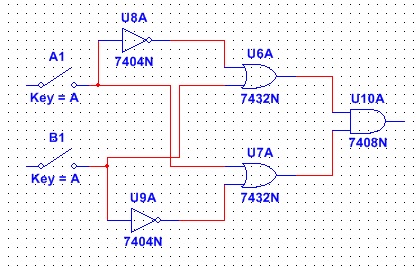 U8A
A1
7404N
U6A
Key = A
7432N
U10A
B1
7408N
U7A
Key = A
7432N
U9A
7404N